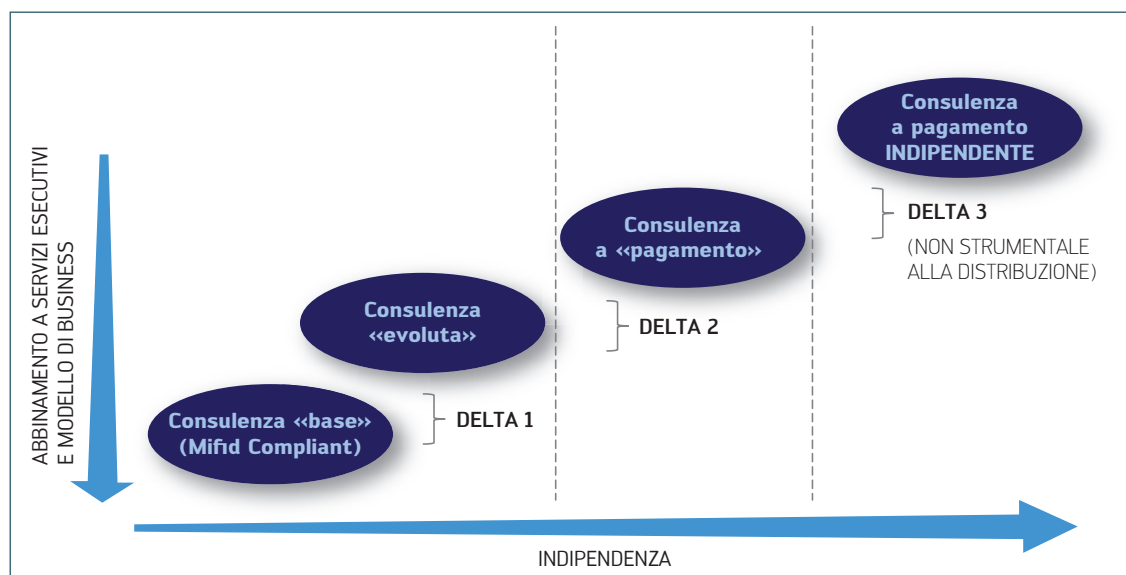 Consulenza
a pagamento
INDIPENDENTE
DELTA 3
(NON STRUMENTALE
ALLA DISTRIBUZIONE)
Consulenza
a «pagamento»
DELTA 2
Consulenza
«evoluta»
DELTA 1
Consulenza «base»
(Mifid Compliant)
ABBINAMENTO A SERVIZI ESECUTIVI
E MODELLO DI BUSINESS
INDIPENDENZA